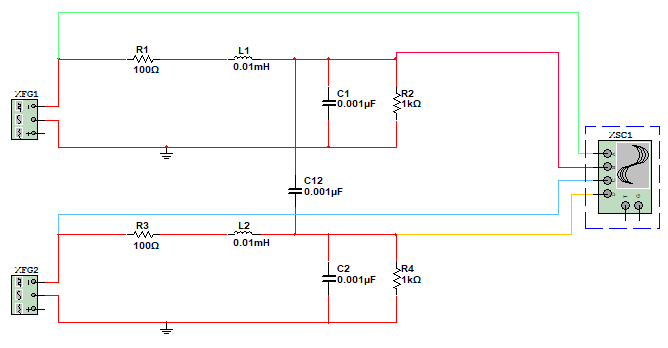 R1
100Ω
L1
0.01mH
XFG1
C1
0.001µF
R2
1kΩ
XSC1
C12
0.001µF
R3
100Ω
L2
0.01mH
XFG2
C2
0.001µF
R4
1kΩ